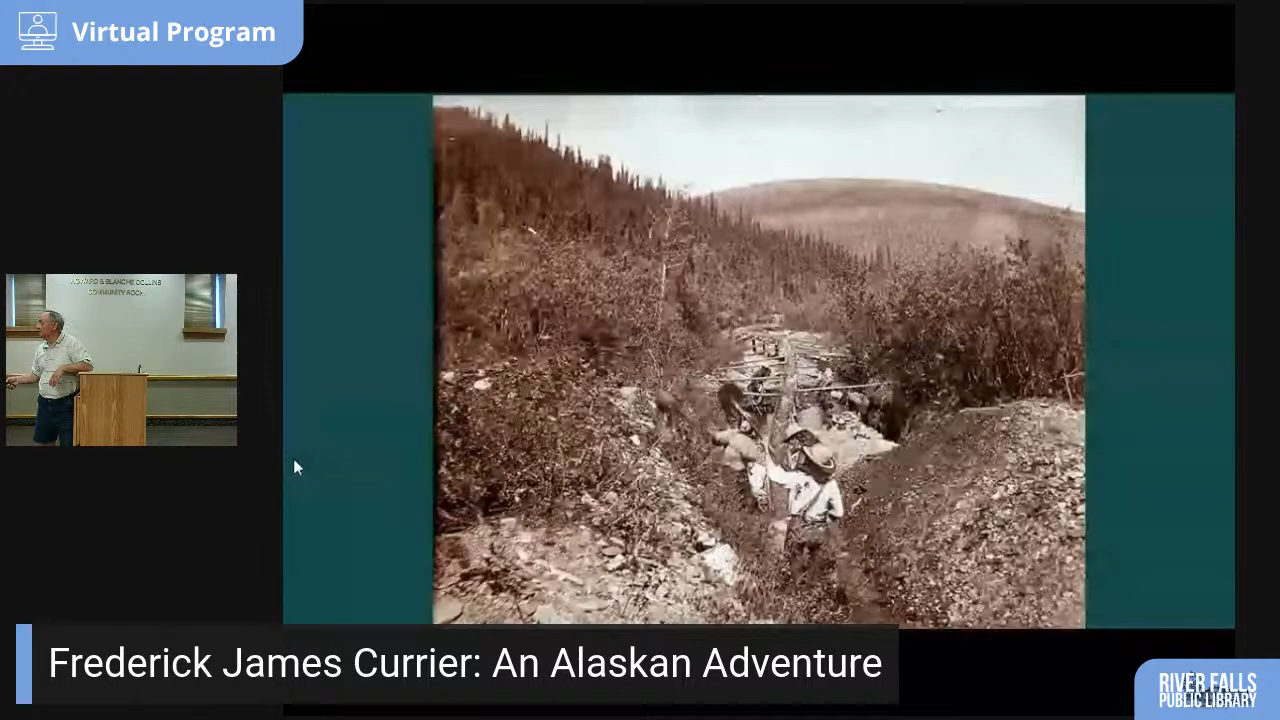 Virtual Program
HOWARD & BLANCHE COLLINS
COMMUNITY ROOM
Frederick James Currier: An Alaskan Adventure
RIVER FALLS
PUBLIC LIBRARY